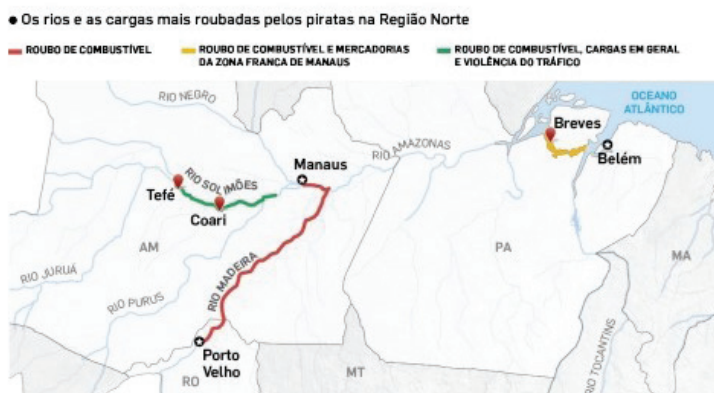 Os rios e as cargas mais roubadas pelos piratas na Região Norte
ROUBO DE COMBUSTÍVEL
ROUBO DE COMBUSTÍVEL E MERCADORIAS
DA ZONA FRANCA DE MANAUS
ROUBO DE COMBUSTÍVEL, CARGAS EM GERAL
E VIOLÊNCIA DO TRÁFICO
RIO NEGRO
OCEANO
ATLÂNTICO
Breves
RIO AMAZONAS
Belém
Manaus
RIO SOLIMÕES
Tefé
Coari
AM
PA
MA
RIO JURUÁ
RIO PURUS
RIO MADEIRA
Porto
Velho
RO
MT
RIO TOCANTINS